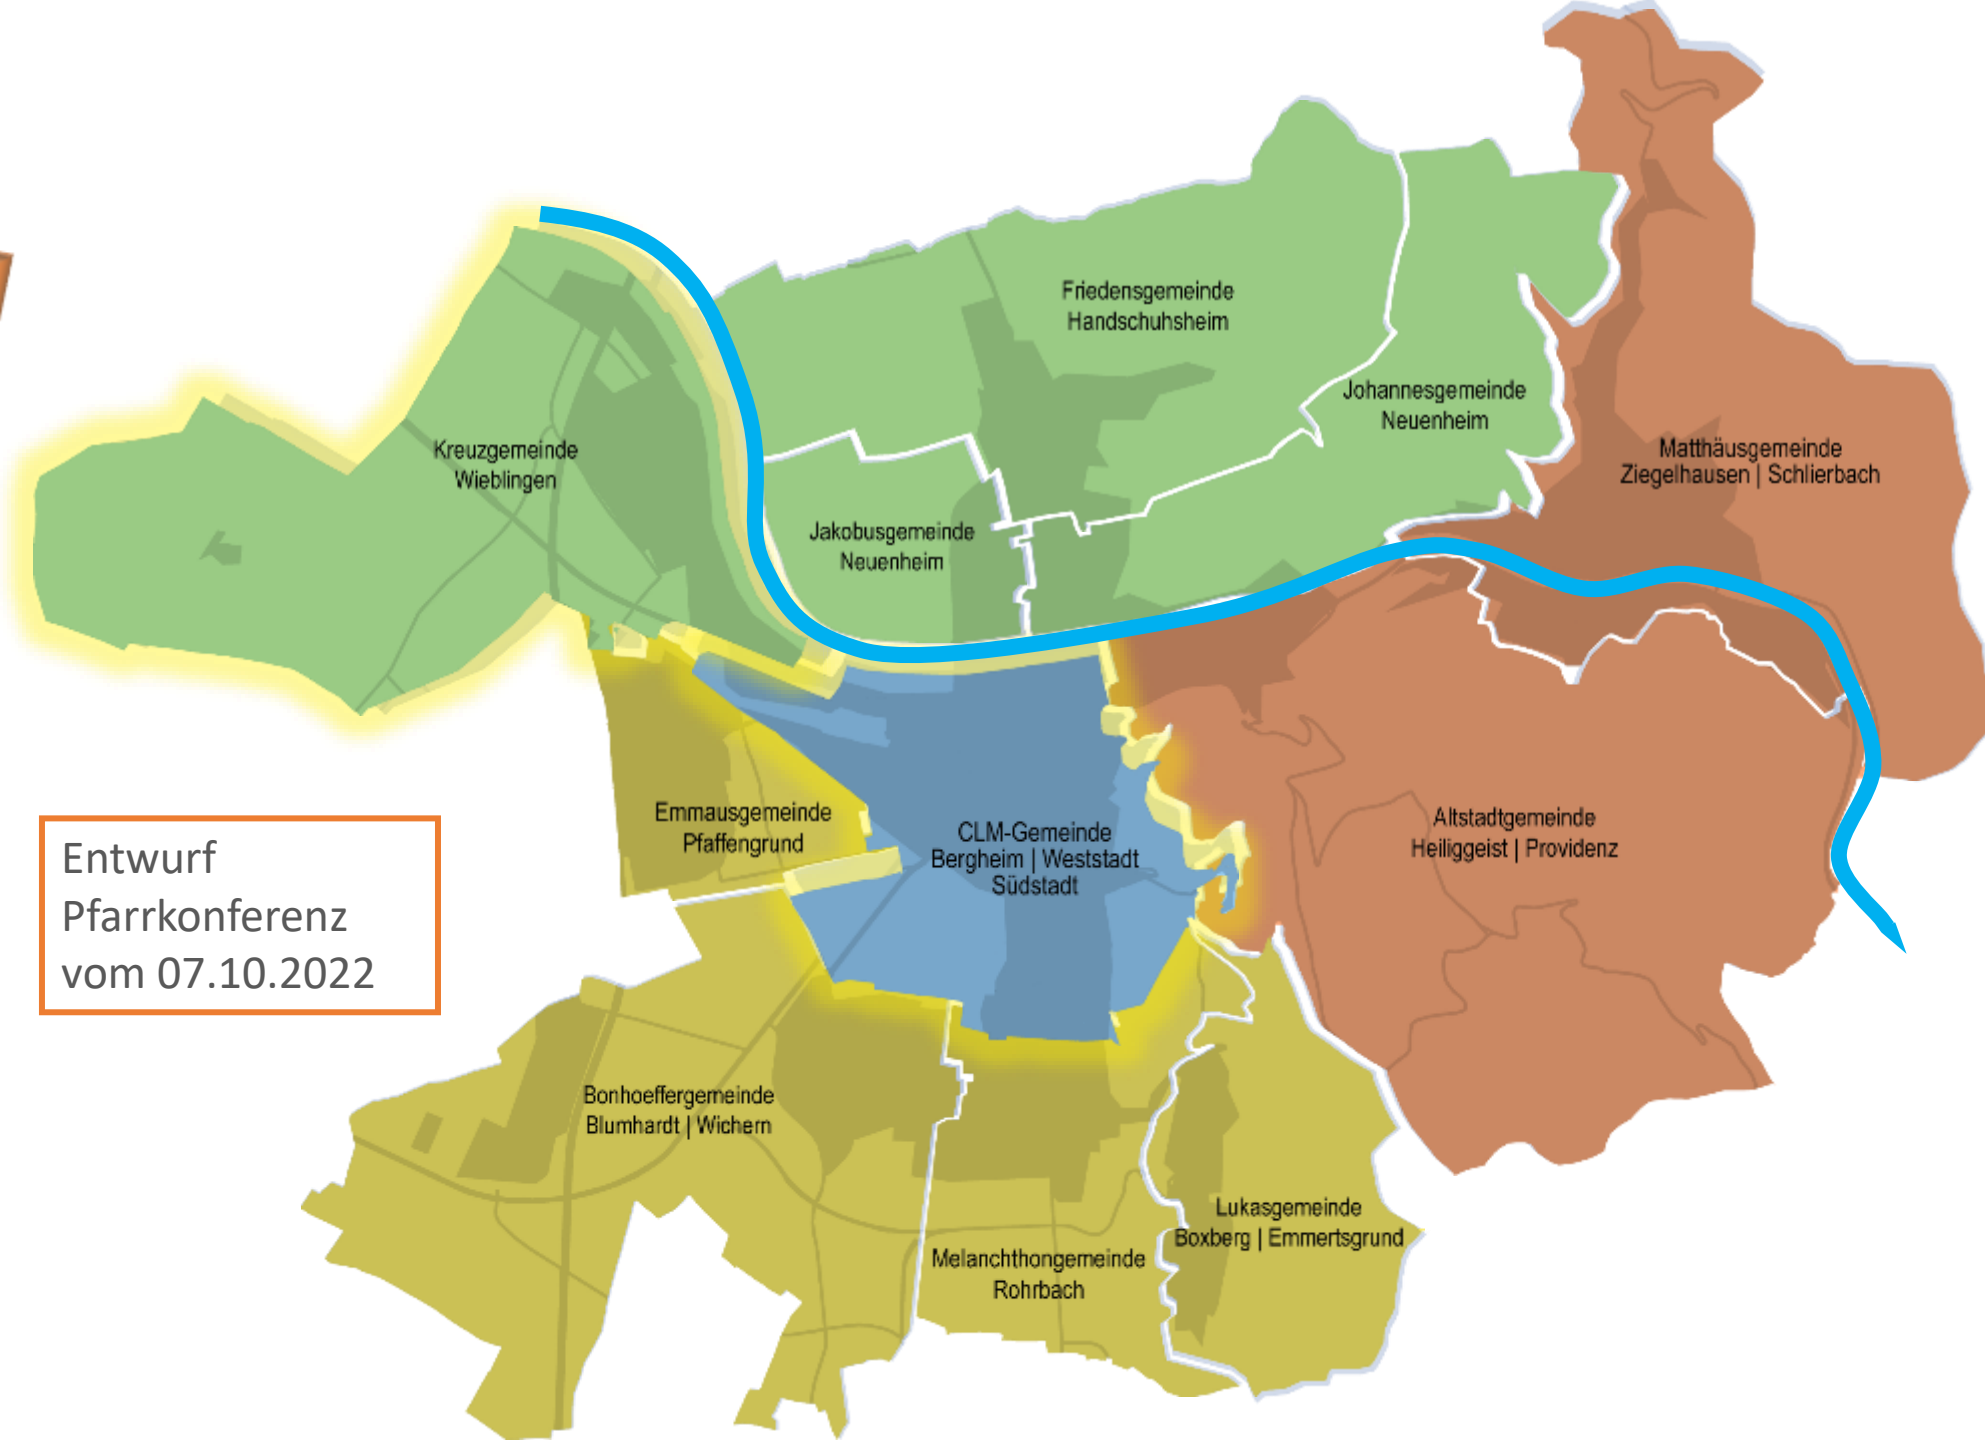 Friedensgemeinde
Handschuhsheim
Johannesgemeinde
Neuenheim
Matthäusgemeinde
Ziegelhausen | Schlierbach
Kreuzgemeinde
Wieblingen
Jakobusgemeinde
Neuenheim
Emmausgemeinde
Pfaffengrund
CLM-Gemeinde
Bergheim | Weststadt
Südstadt
Altstadtgemeinde
Heiliggeist | Providenz
Entwurf
Pfarrkonferenz
vom 07.10.2022
Bonhoeffergemeinde
Blumhardt | Wichern
Melanchthongemeinde
Rohrbach
Lukasgemeinde
Boxberg | Emmertsgrund